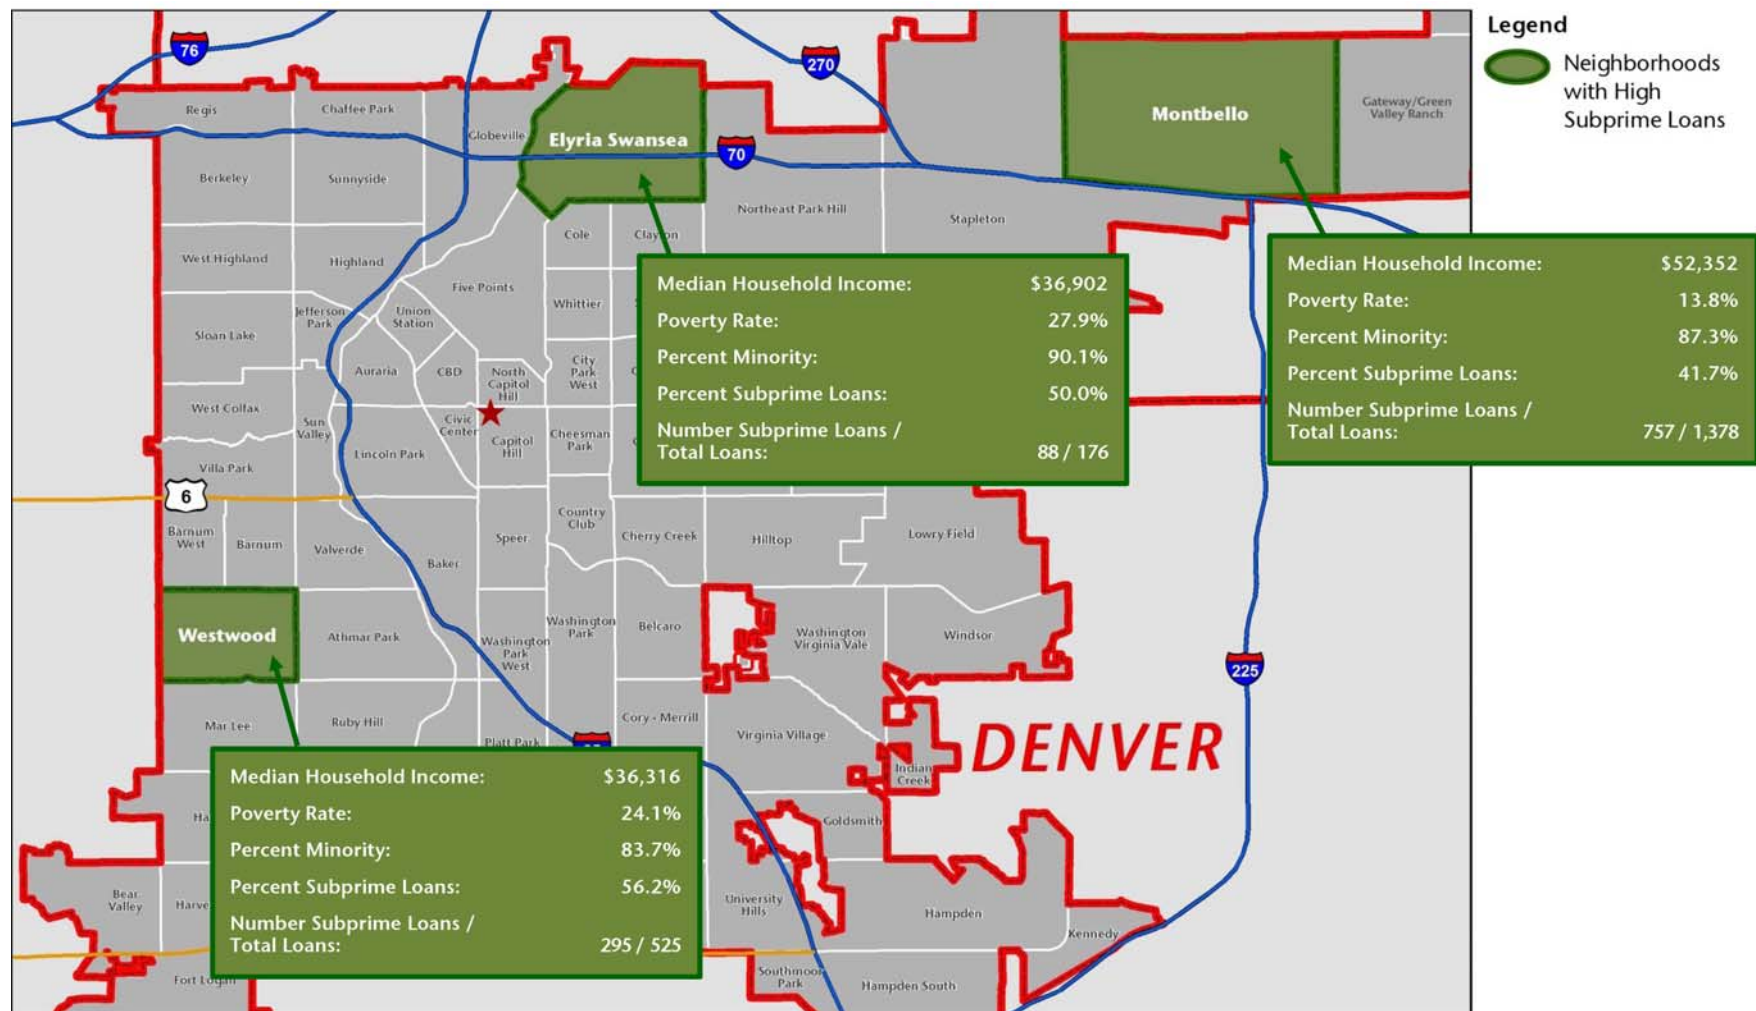 Legend
Neighborhoods
with High
Subprime Loans
76
270
Regis
Chaffee Park
Globeville
Elyria Swansea
70
Montbello
Gateway/Green
Valley Ranch
Berkeley
Sunnyside
Northeast Park Hill
Stapleton
Cole
Clayton
West Highland
Highland
Five Points
Whittier
Jefferson
Park
Union
Station
Sloan Lake
Auraria
CBD
North
Capitol
Hill
City
Park
West
West Colfax
Sun
Valley
Civic
Center
Capitol
Hill
Cheesman
Park
Lincoln Park
Villa Park
6
Median Household Income: $36,902
Poverty Rate: 27.9%
Percent Minority: 90.1%
Percent Subprime Loans: 50.0%
Number Subprime Loans /
Total Loans: 88 / 176
Median Household Income: $52,352
Poverty Rate: 13.8%
Percent Minority: 87.3%
Percent Subprime Loans: 41.7%
Number Subprime Loans /
Total Loans: 757 / 1,378
Barnum
West
Barnum
Valverde
Baker
Speer
Country
Club
Cherry Creek
Hilltop
Lowry Field
Westwood
Athmar Park
Washington
Park
West
Washington
Park
Belcaro
Washington
Virginia Vale
Windsor
225
Mar Lee
Ruby Hill
Platt Park
Cory - Merrill
Virginia Village
Indian
Creek
DENVER
Goldsmith
Median Household Income: $36,316
Poverty Rate: 24.1%
Percent Minority: 83.7%
Percent Subprime Loans: 56.2%
Number Subprime Loans /
Total Loans: 295 / 525
Bear
Valley
University
Hills
Hampden
Kennedy
Fort Logan
Southmoor
Park
Hampden South